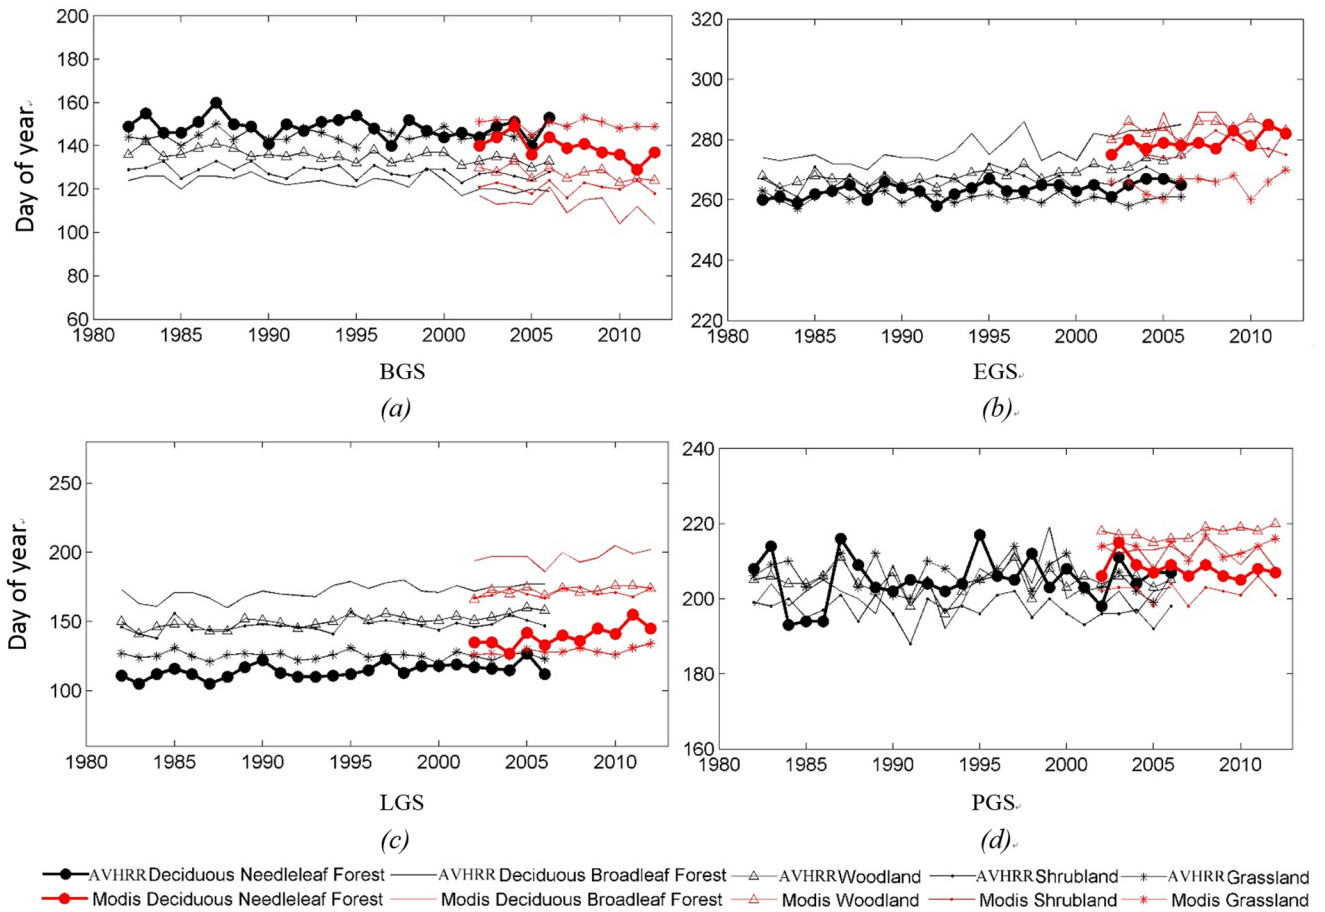 200
180
160
140
120
100
80
60
Day of year
1980 1985 1990 1995 2000 2005 2010
BGS
(a)
320
300
280
260
240
220
1980 1985 1990 1995 2000 2005 2010
EGS
(b)
250
200
150
100
Day of year
1980 1985 1990 1995 2000 2005 2010
LGS
(c)
240
220
200
180
160
1980 1985 1990 1995 2000 2005 2010
PGS
(d)
AVHRR Deciduous Needleleaf Forest AVHRR Deciduous Broadleaf Forest AVHRR Woodland AVHRR Shrubland AVHRR Grassland
Modis Deciduous Needleleaf Forest Modis Deciduous Broadleaf Forest Modis Woodland Modis Shrubland Modis Grassland